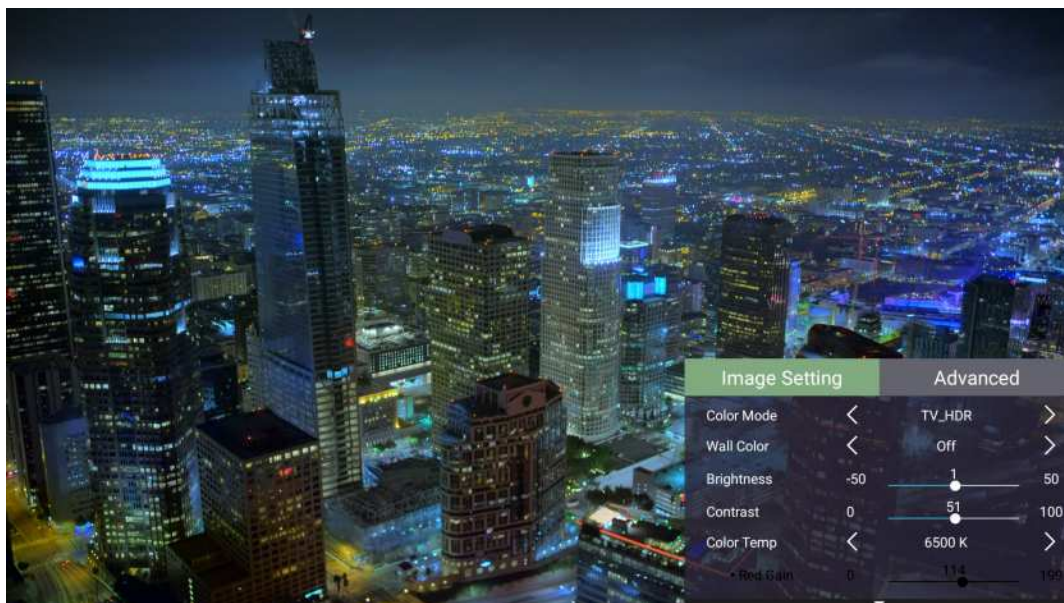 Image Setting Advanced
Color Mode TV_HDR
Wall Color Off
Brightness -50 1 50
Contrast 0 51 100
Color Temp 6500 K
• Red Gain 0 114 199